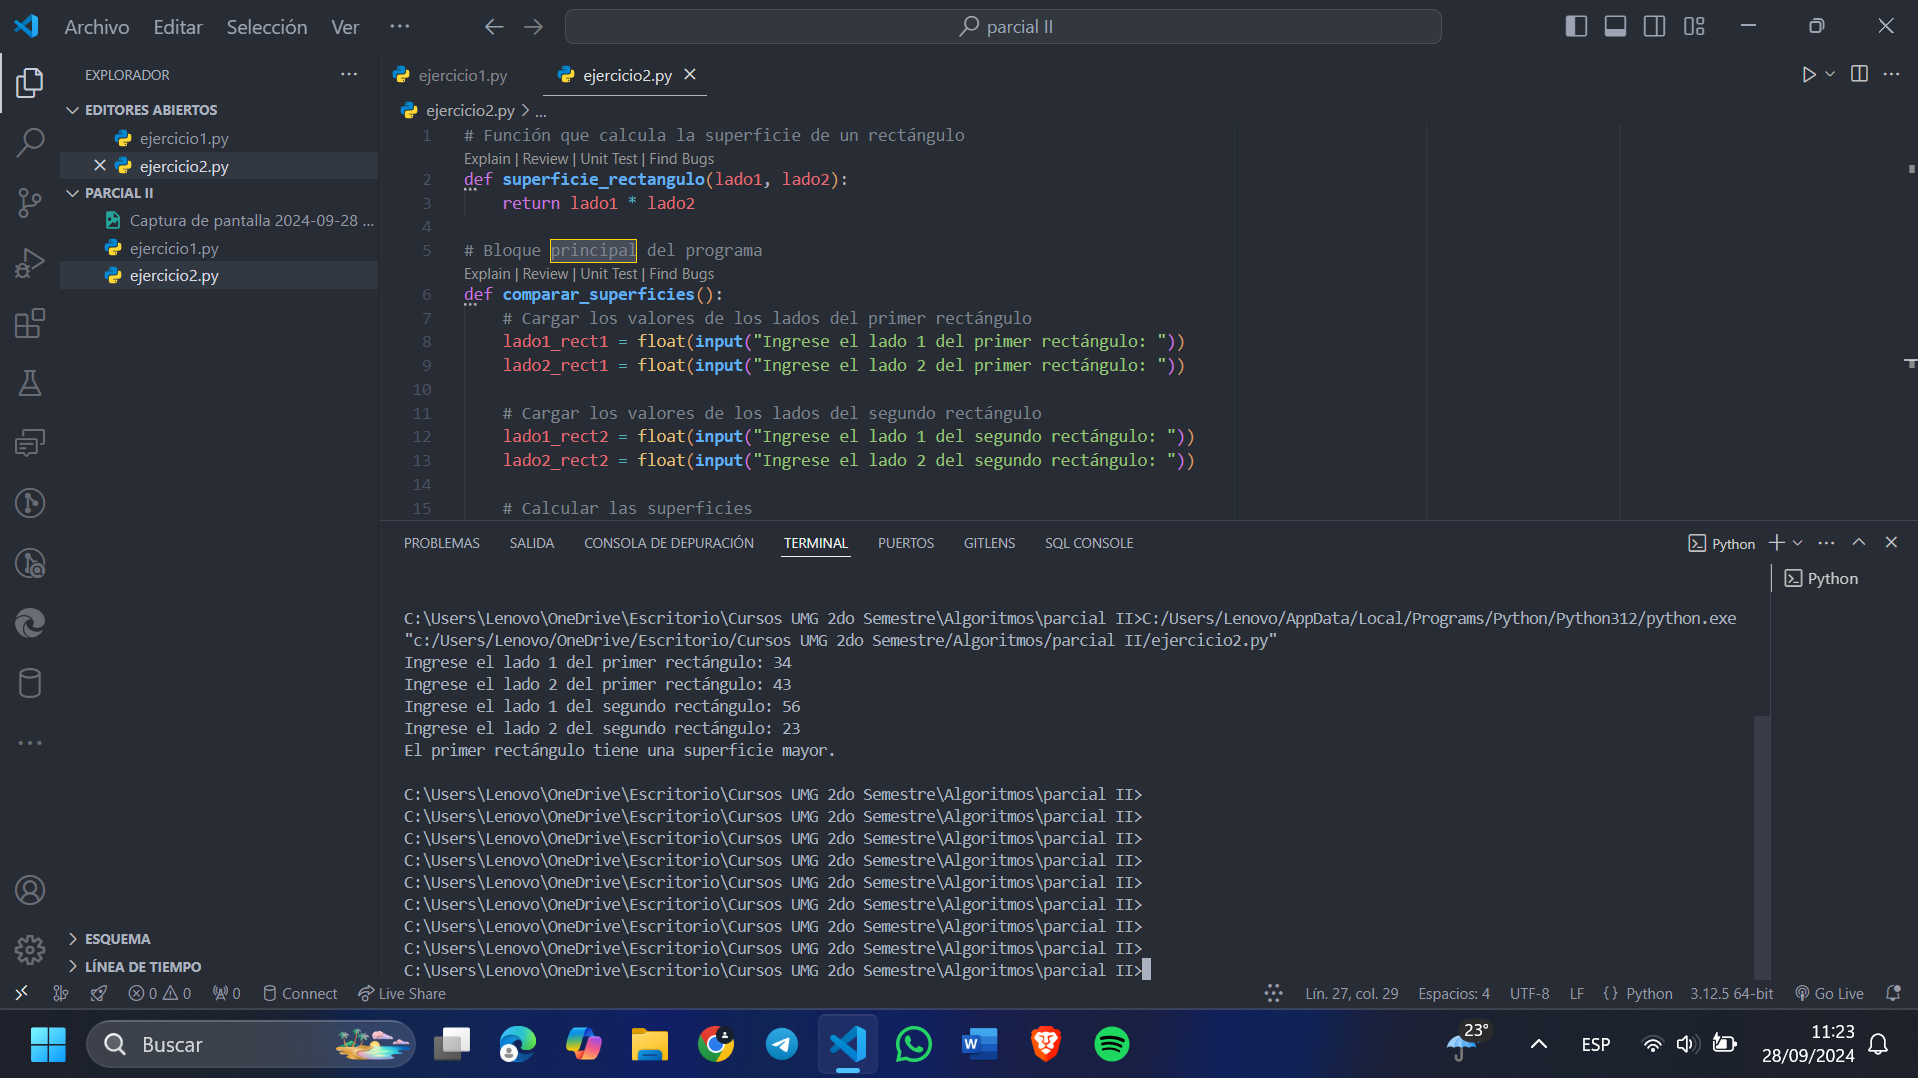 Archivo Editar Selección Ver ···
parcial II
EXPLORADOR
EDITORES ABIERTOS
ejercicio1.py
ejercicio2.py
PARCIAL II
Captura de pantalla 2024-09-28 ...
ejercicio1.py
ejercicio2.py
ESQUEMA
LÍNEA DE TIEMPO
ejercicio1.py ejercicio2.py
ejercicio2.py > ...
1 # Función que calcula la superficie de un rectángulo
Explain | Review | Unit Test | Find Bugs
2 def superficie_rectangulo(lado1, lado2):
3 return lado1 * lado2
4
5 # Bloque principal del programa
Explain | Review | Unit Test | Find Bugs
6 def comparar_superficies():
7 # Cargar los valores de los lados del primer rectángulo
8 lado1_rect1 = float(input("Ingrese el lado 1 del primer rectángulo: "))
9 lado2_rect1 = float(input("Ingrese el lado 2 del primer rectángulo: "))
10
11 # Cargar los valores de los lados del segundo rectángulo
12 lado1_rect2 = float(input("Ingrese el lado 1 del segundo rectángulo: "))
13 lado2_rect2 = float(input("Ingrese el lado 2 del segundo rectángulo: "))
14
15 # Calcular las superficies
PROBLEMAS SALIDA CONSOLA DE DEPURACIÓN TERMINAL PUERTOS GITLENS SQL CONSOLE
Python
Python
C:\Users\Lenovo\OneDrive\Escritorio\Cursos UMG 2do Semestre\Algoritmos\parcial II>C:/Users/Lenovo/AppData/Local/Programs/Python/Python312/python.exe
"c:/Users/Lenovo/OneDrive/Escritorio/Cursos UMG 2do Semestre/Algoritmos/parcial II/ejercicio2.py"
Ingrese el lado 1 del primer rectángulo: 34
Ingrese el lado 2 del primer rectángulo: 43
Ingrese el lado 1 del segundo rectángulo: 56
Ingrese el lado 2 del segundo rectángulo: 23
El primer rectángulo tiene una superficie mayor.
C:\Users\Lenovo\OneDrive\Escritorio\Cursos UMG 2do Semestre\Algoritmos\parcial II>
C:\Users\Lenovo\OneDrive\Escritorio\Cursos UMG 2do Semestre\Algoritmos\parcial II>
C:\Users\Lenovo\OneDrive\Escritorio\Cursos UMG 2do Semestre\Algoritmos\parcial II>
C:\Users\Lenovo\OneDrive\Escritorio\Cursos UMG 2do Semestre\Algoritmos\parcial II>
C:\Users\Lenovo\OneDrive\Escritorio\Cursos UMG 2do Semestre\Algoritmos\parcial II>
C:\Users\Lenovo\OneDrive\Escritorio\Cursos UMG 2do Semestre\Algoritmos\parcial II>
C:\Users\Lenovo\OneDrive\Escritorio\Cursos UMG 2do Semestre\Algoritmos\parcial II>
C:\Users\Lenovo\OneDrive\Escritorio\Cursos UMG 2do Semestre\Algoritmos\parcial II>
C:\Users\Lenovo\OneDrive\Escritorio\Cursos UMG 2do Semestre\Algoritmos\parcial II>
0 0 0 Connect Live Share Lín. 27, col. 29 Espacios: 4 UTF-8 LF {} Python 3.12.5 64-bit Go Live
Buscar 23° ESP 11:23
28/09/2024